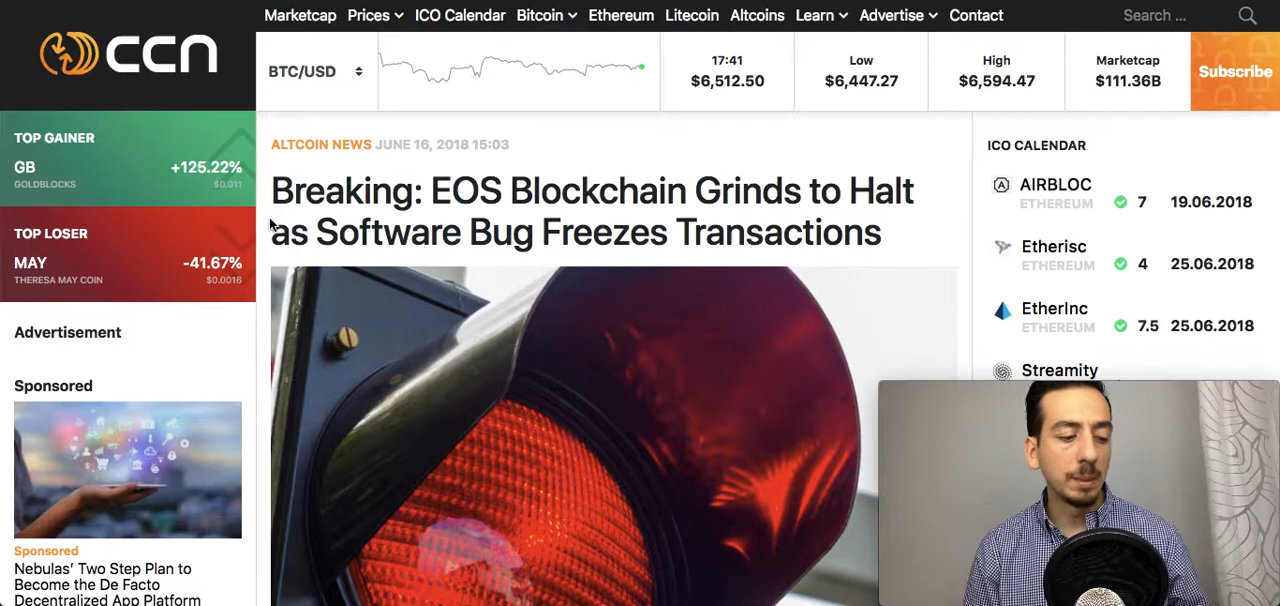 Marketcap Prices ICO Calendar Bitcoin Ethereum Litecoin Altcoins Learn Advertise Contact Search ...
ccn
BTC/USD
17:41
$6,512.50
Low
$6,447.27
High
$6,594.47
Marketcap
$111.36B
Subscribe
TOP GAINER
GB +125.22%
GOLDBLOCKS $0.011
TOP LOSER
MAY -41.67%
THERESA MAY COIN $0.0016
Advertisement
Sponsored
Sponsored
Nebulas' Two Step Plan to
Become the De Facto
Decentralized App Platform
ALTCOIN NEWS JUNE 16, 2018 15:03
Breaking: EOS Blockchain Grinds to Halt
as Software Bug Freezes Transactions
ICO CALENDAR
AIRBLOC
ETHEREUM
7 19.06.2018
Etherisc
ETHEREUM
4 25.06.2018
EtherInc
ETHEREUM
7.5 25.06.2018
Streamity